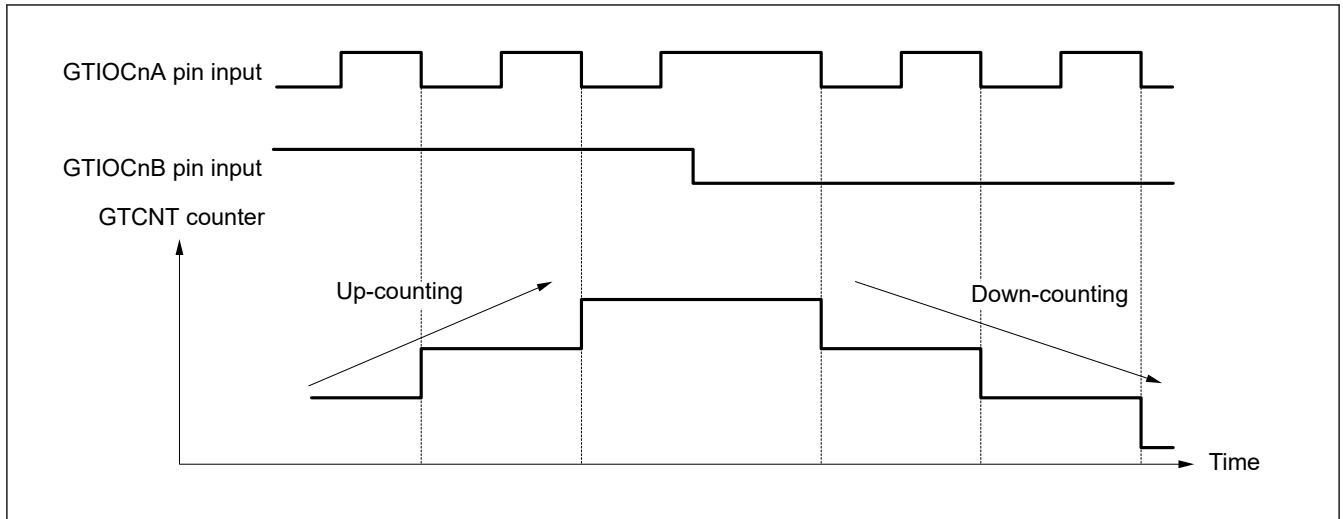 GTIOCnA pin input
GTIOCnB pin input
GTCNT counter
Up-counting
Down-counting
Time